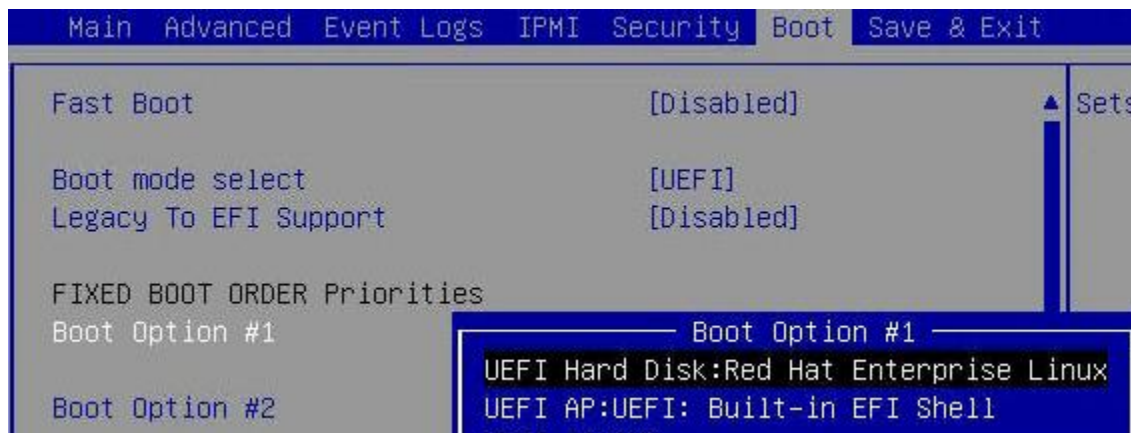 Main Advanced Event Logs IPMI Security Boot Save & Exit
Fast Boot [Disabled] Sets
Boot mode select [UEFI]
Legacy To EFI Support [Disabled]
FIXED BOOT ORDER Priorities
Boot Option #1
Boot Option #1
UEFI Hard Disk:Red Hat Enterprise Linux
Boot Option #2
UEFI AP:UEFI: Built-in EFI Shell